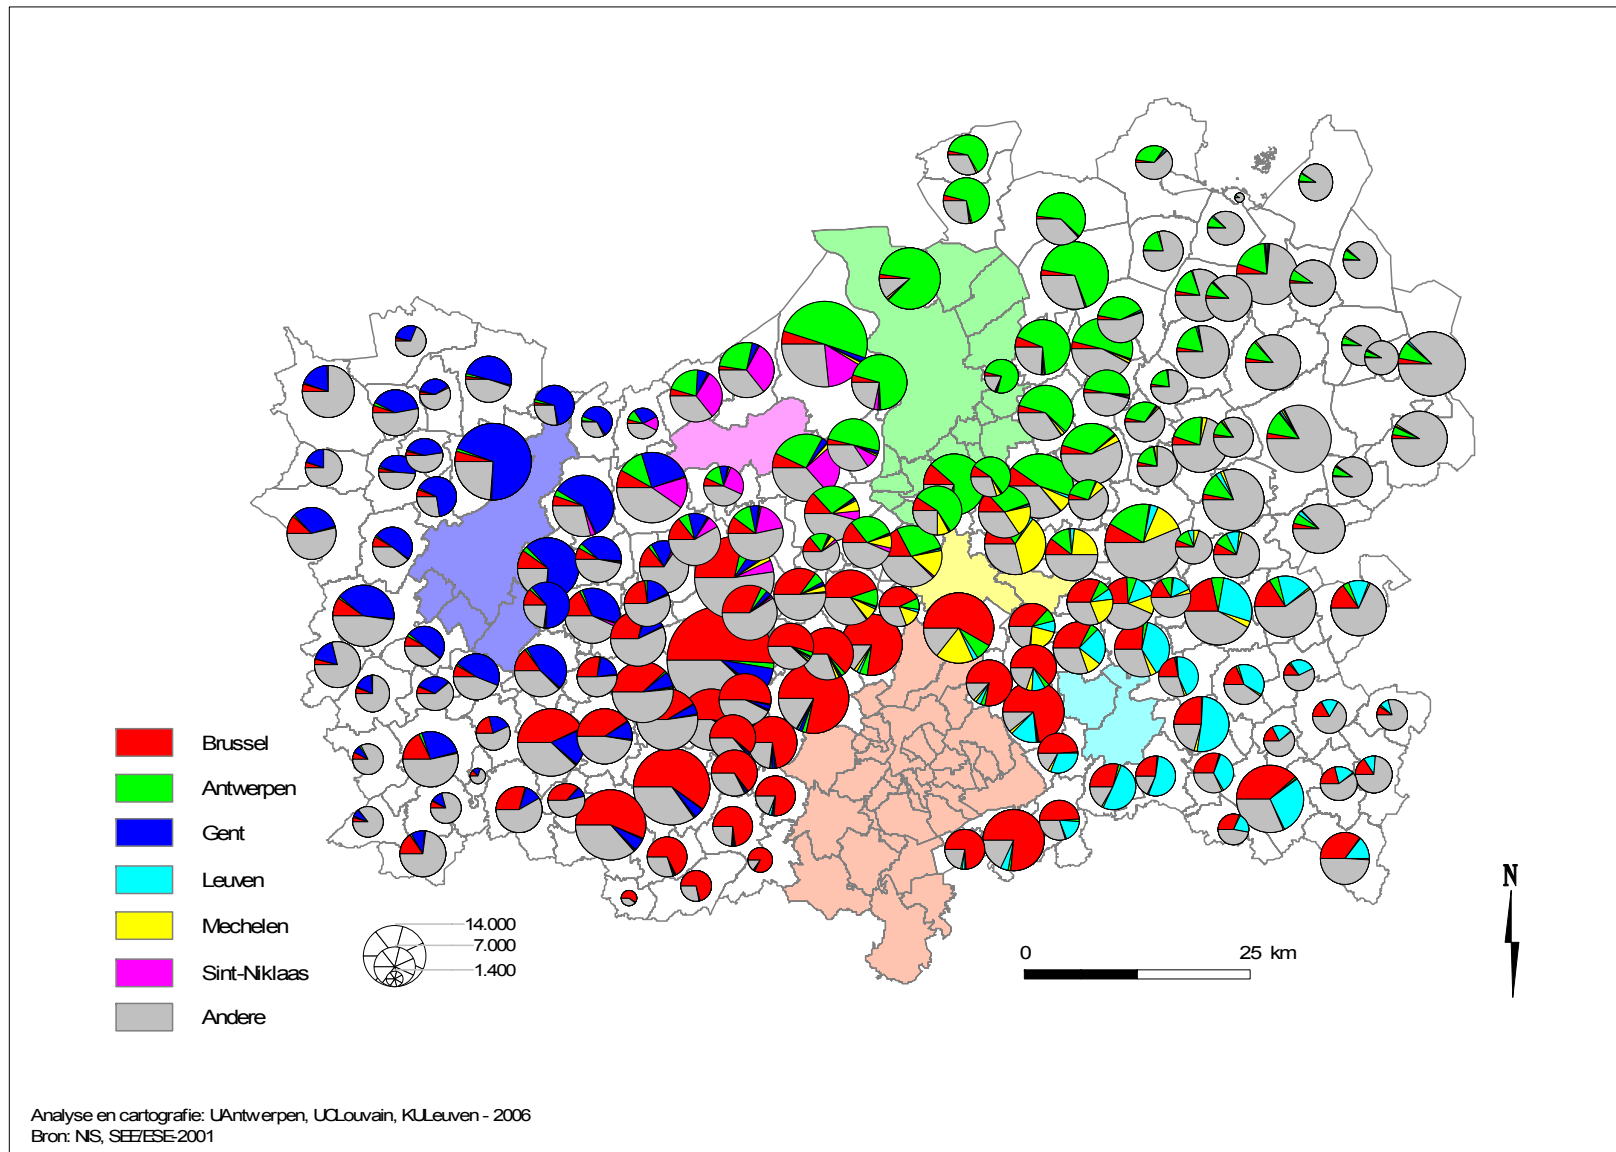 Brussel
Antwerpen
Gent
Leuven
Mechelen
Sint-Niklaas
Andere
14.000
7.000
1.400
0 25 km
N
Analyse en cartografie: UAntwerpen, UCLouvain, KULeuven - 2006
Bron: NIS, SEE/ESE-2001